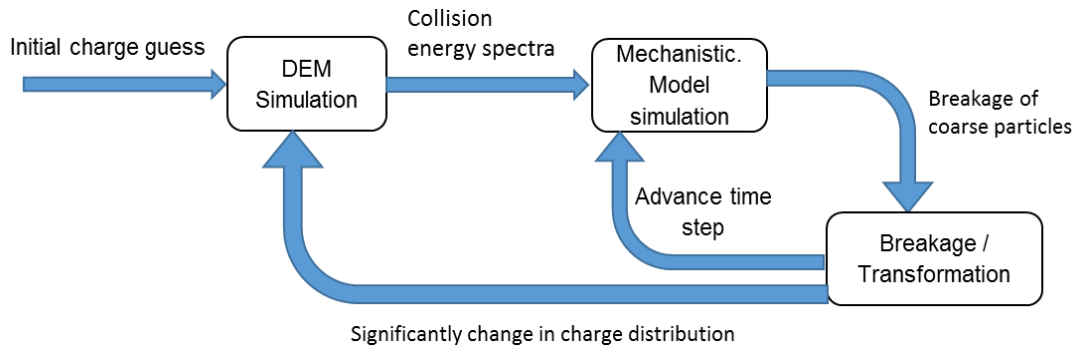 Initial charge guess
DEM
Simulation
Collision
energy spectra
Mechanistic.
Model
simulation
Breakage of
coarse particles
Advance time
step
Breakage /
Transformation
Significantly change in charge distribution